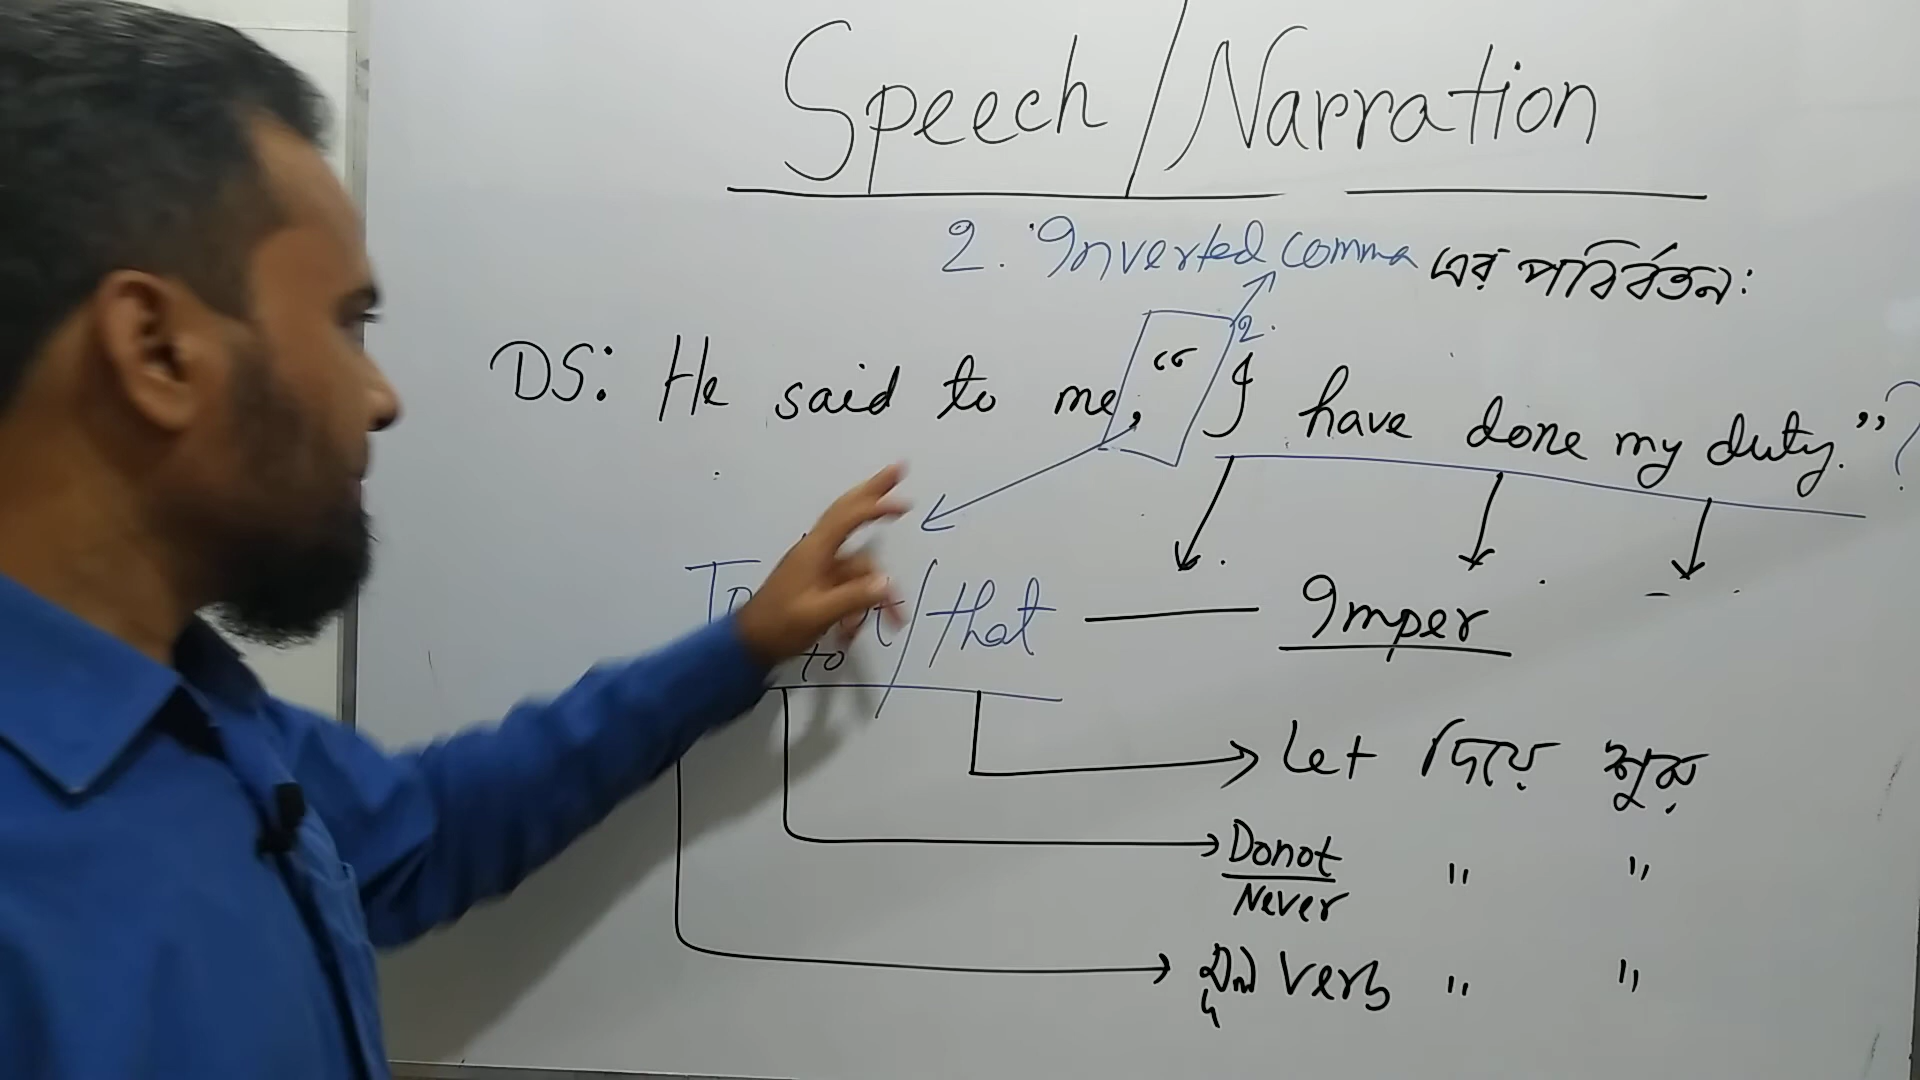 Speech/Narration
2. Inverted comma এর পরিবর্তন:
2.
DS: He said to me, “I have done my duty.” ?
To /that — Imper
to
Let দিয়ে শুরু
Donot " "
Never
মূল Verb " "